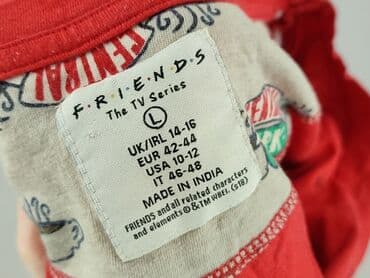 F·R·I·E·N·D·S
The TV Series
L
UK/IRL 14-16
EUR 42-44
USA 10-12
IT 46-48
MADE IN INDIA
FRIENDS and all related characters
and elements © & TM WBEI. (s18)
CENTRAL